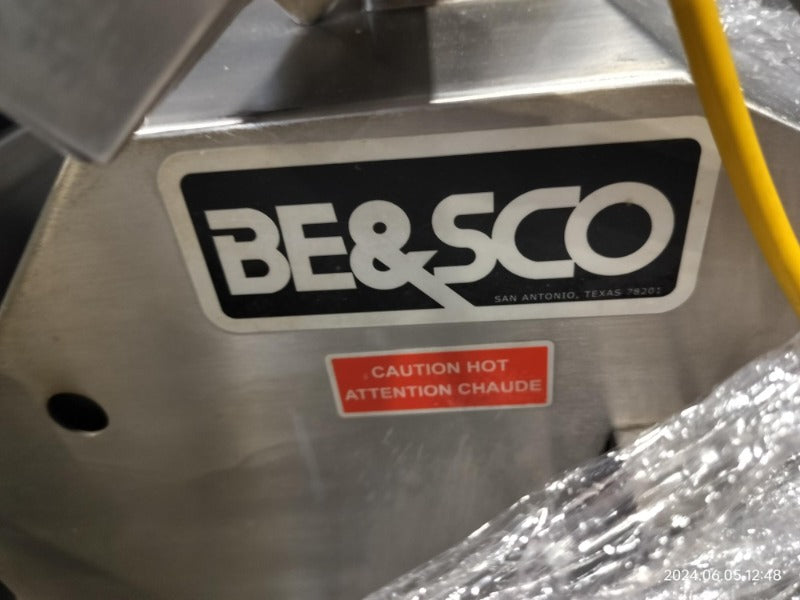 BE&SCO
SAN ANTONIO, TEXAS 78201
CAUTION HOT
ATTENTION CHAUDE
2024.06.05 12:48